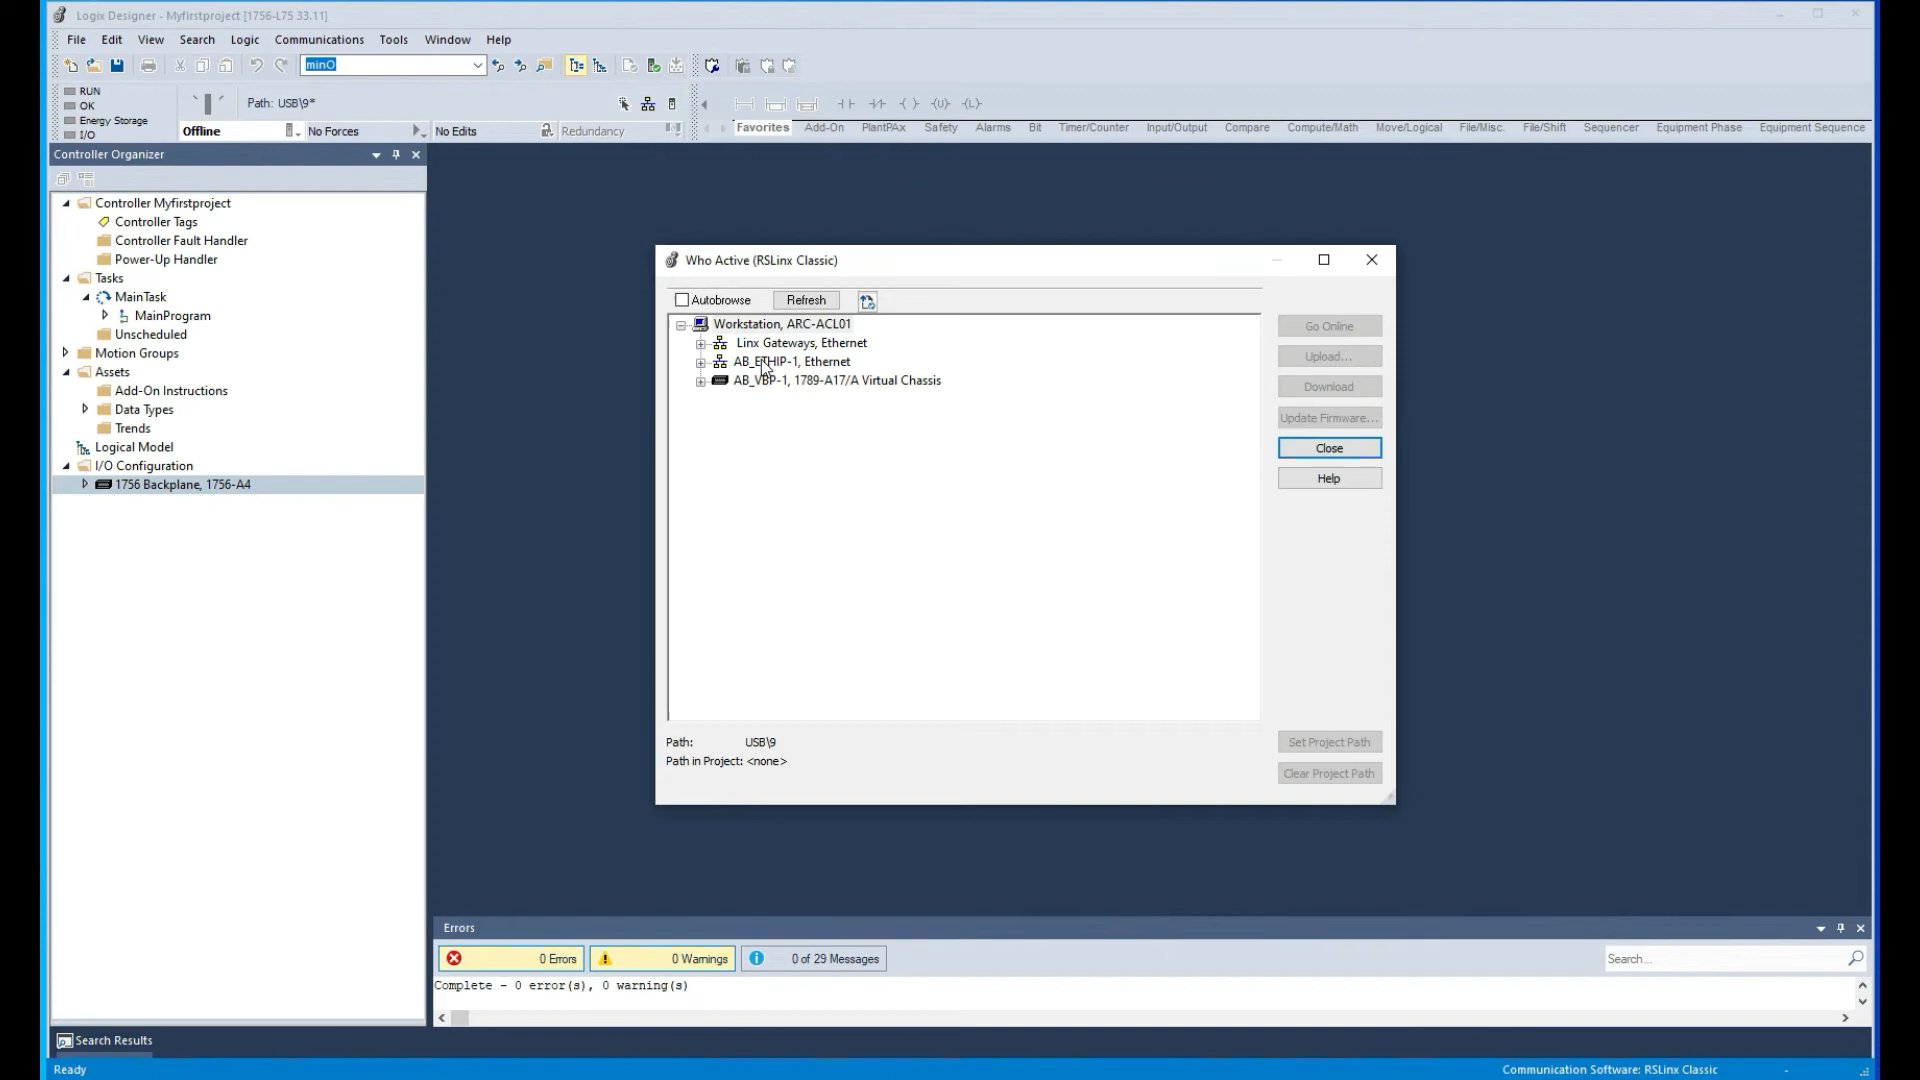 Logix Designer - Myfirstproject [1756-L75 33.11]
File Edit View Search Logic Communications Tools Window Help
minO
RUN
OK
Energy Storage
I/O
Path: USB\9*
Offline No Forces No Edits Redundancy
Favorites Add-On PlantPAx Safety Alarms Bit Timer/Counter Input/Output Compare Compute/Math Move/Logical File/Misc. File/Shift Sequencer Equipment Phase Equipment Sequence
Controller Organizer
Controller Myfirstproject
Controller Tags
Controller Fault Handler
Power-Up Handler
Tasks
MainTask
MainProgram
Unscheduled
Motion Groups
Assets
Add-On Instructions
Data Types
Trends
Logical Model
I/O Configuration
1756 Backplane, 1756-A4
Who Active (RSLinx Classic)
Autobrowse Refresh
Workstation, ARC-ACL01
Linx Gateways, Ethernet
AB_ETHIP-1, Ethernet
AB_VBP-1, 1789-A17/A Virtual Chassis
Go Online
Upload...
Download
Update Firmware...
Close
Help
Path: USB\9
Path in Project: <none>
Set Project Path
Clear Project Path
Errors
0 Errors 0 Warnings 0 of 29 Messages
Search...
Complete - 0 error(s), 0 warning(s)
Search Results
Ready
Communication Software: RSLinx Classic -